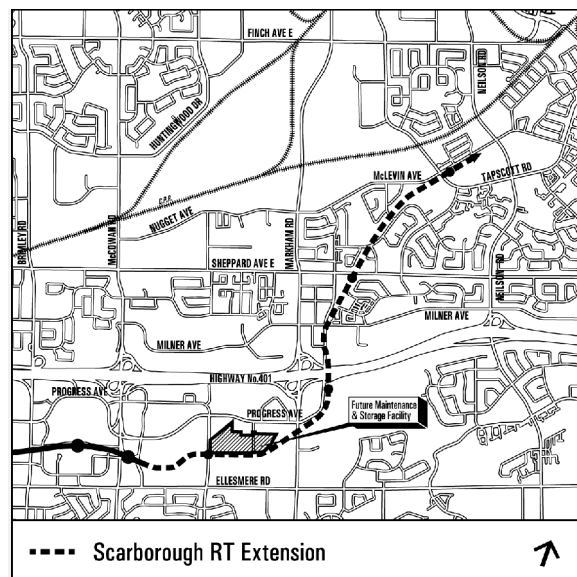 FINCH AVE E
NEILSON RD
HUNTINGWOOD DR
McLEVIN AVE
TAPSCOTT RD
C.P.R.
NUGGET AVE
BRIMLEY RD
McCOWAN RD
MARKHAM RD
SHEPPARD AVE E
NEILSON RD
MILNER AVE
MILNER AVE
HIGHWAY No.401
PROGRESS AVE
PROGRESS AVE
Future Maintenance
& Storage Facility
ELLESMERE RD
Scarborough RT Extension